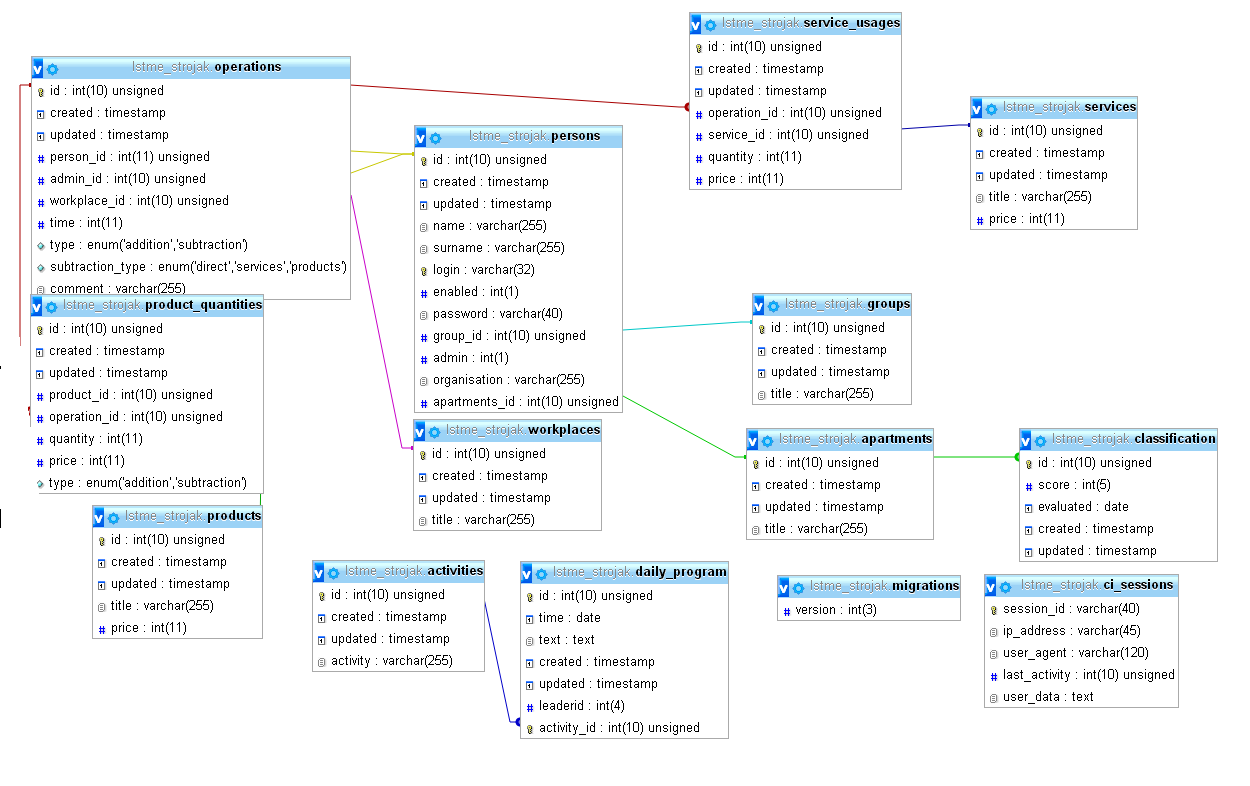 lstme_strojak.operations
id : int(10) unsigned
created : timestamp
updated : timestamp
person_id : int(11) unsigned
admin_id : int(10) unsigned
workplace_id : int(10) unsigned
time : int(11)
type : enum('addition','subtraction')
subtraction_type : enum('direct','services','products')
comment : varchar(255)
lstme_strojak.product_quantities
id : int(10) unsigned
created : timestamp
updated : timestamp
product_id : int(10) unsigned
operation_id : int(10) unsigned
quantity : int(11)
price : int(11)
type : enum('addition','subtraction')
lstme_strojak.products
id : int(10) unsigned
created : timestamp
updated : timestamp
title : varchar(255)
price : int(11)
lstme_strojak.persons
id : int(10) unsigned
created : timestamp
updated : timestamp
name : varchar(255)
surname : varchar(255)
login : varchar(32)
enabled : int(1)
password : varchar(40)
group_id : int(10) unsigned
admin : int(1)
organisation : varchar(255)
apartments_id : int(10) unsigned
lstme_strojak.workplaces
id : int(10) unsigned
created : timestamp
updated : timestamp
title : varchar(255)
lstme_strojak.activities
id : int(10) unsigned
created : timestamp
updated : timestamp
activity : varchar(255)
lstme_strojak.daily_program
id : int(10) unsigned
time : date
text : text
created : timestamp
updated : timestamp
leaderid : int(4)
activity_id : int(10) unsigned
lstme_strojak.service_usages
id : int(10) unsigned
created : timestamp
updated : timestamp
operation_id : int(10) unsigned
service_id : int(10) unsigned
quantity : int(11)
price : int(11)
lstme_strojak.services
id : int(10) unsigned
created : timestamp
updated : timestamp
title : varchar(255)
price : int(11)
lstme_strojak.groups
id : int(10) unsigned
created : timestamp
updated : timestamp
title : varchar(255)
lstme_strojak.apartments
id : int(10) unsigned
created : timestamp
updated : timestamp
title : varchar(255)
lstme_strojak.classification
id : int(10) unsigned
score : int(5)
evaluated : date
created : timestamp
updated : timestamp
lstme_strojak.migrations
version : int(3)
lstme_strojak.ci_sessions
session_id : varchar(40)
ip_address : varchar(45)
user_agent : varchar(120)
last_activity : int(10) unsigned
user_data : text